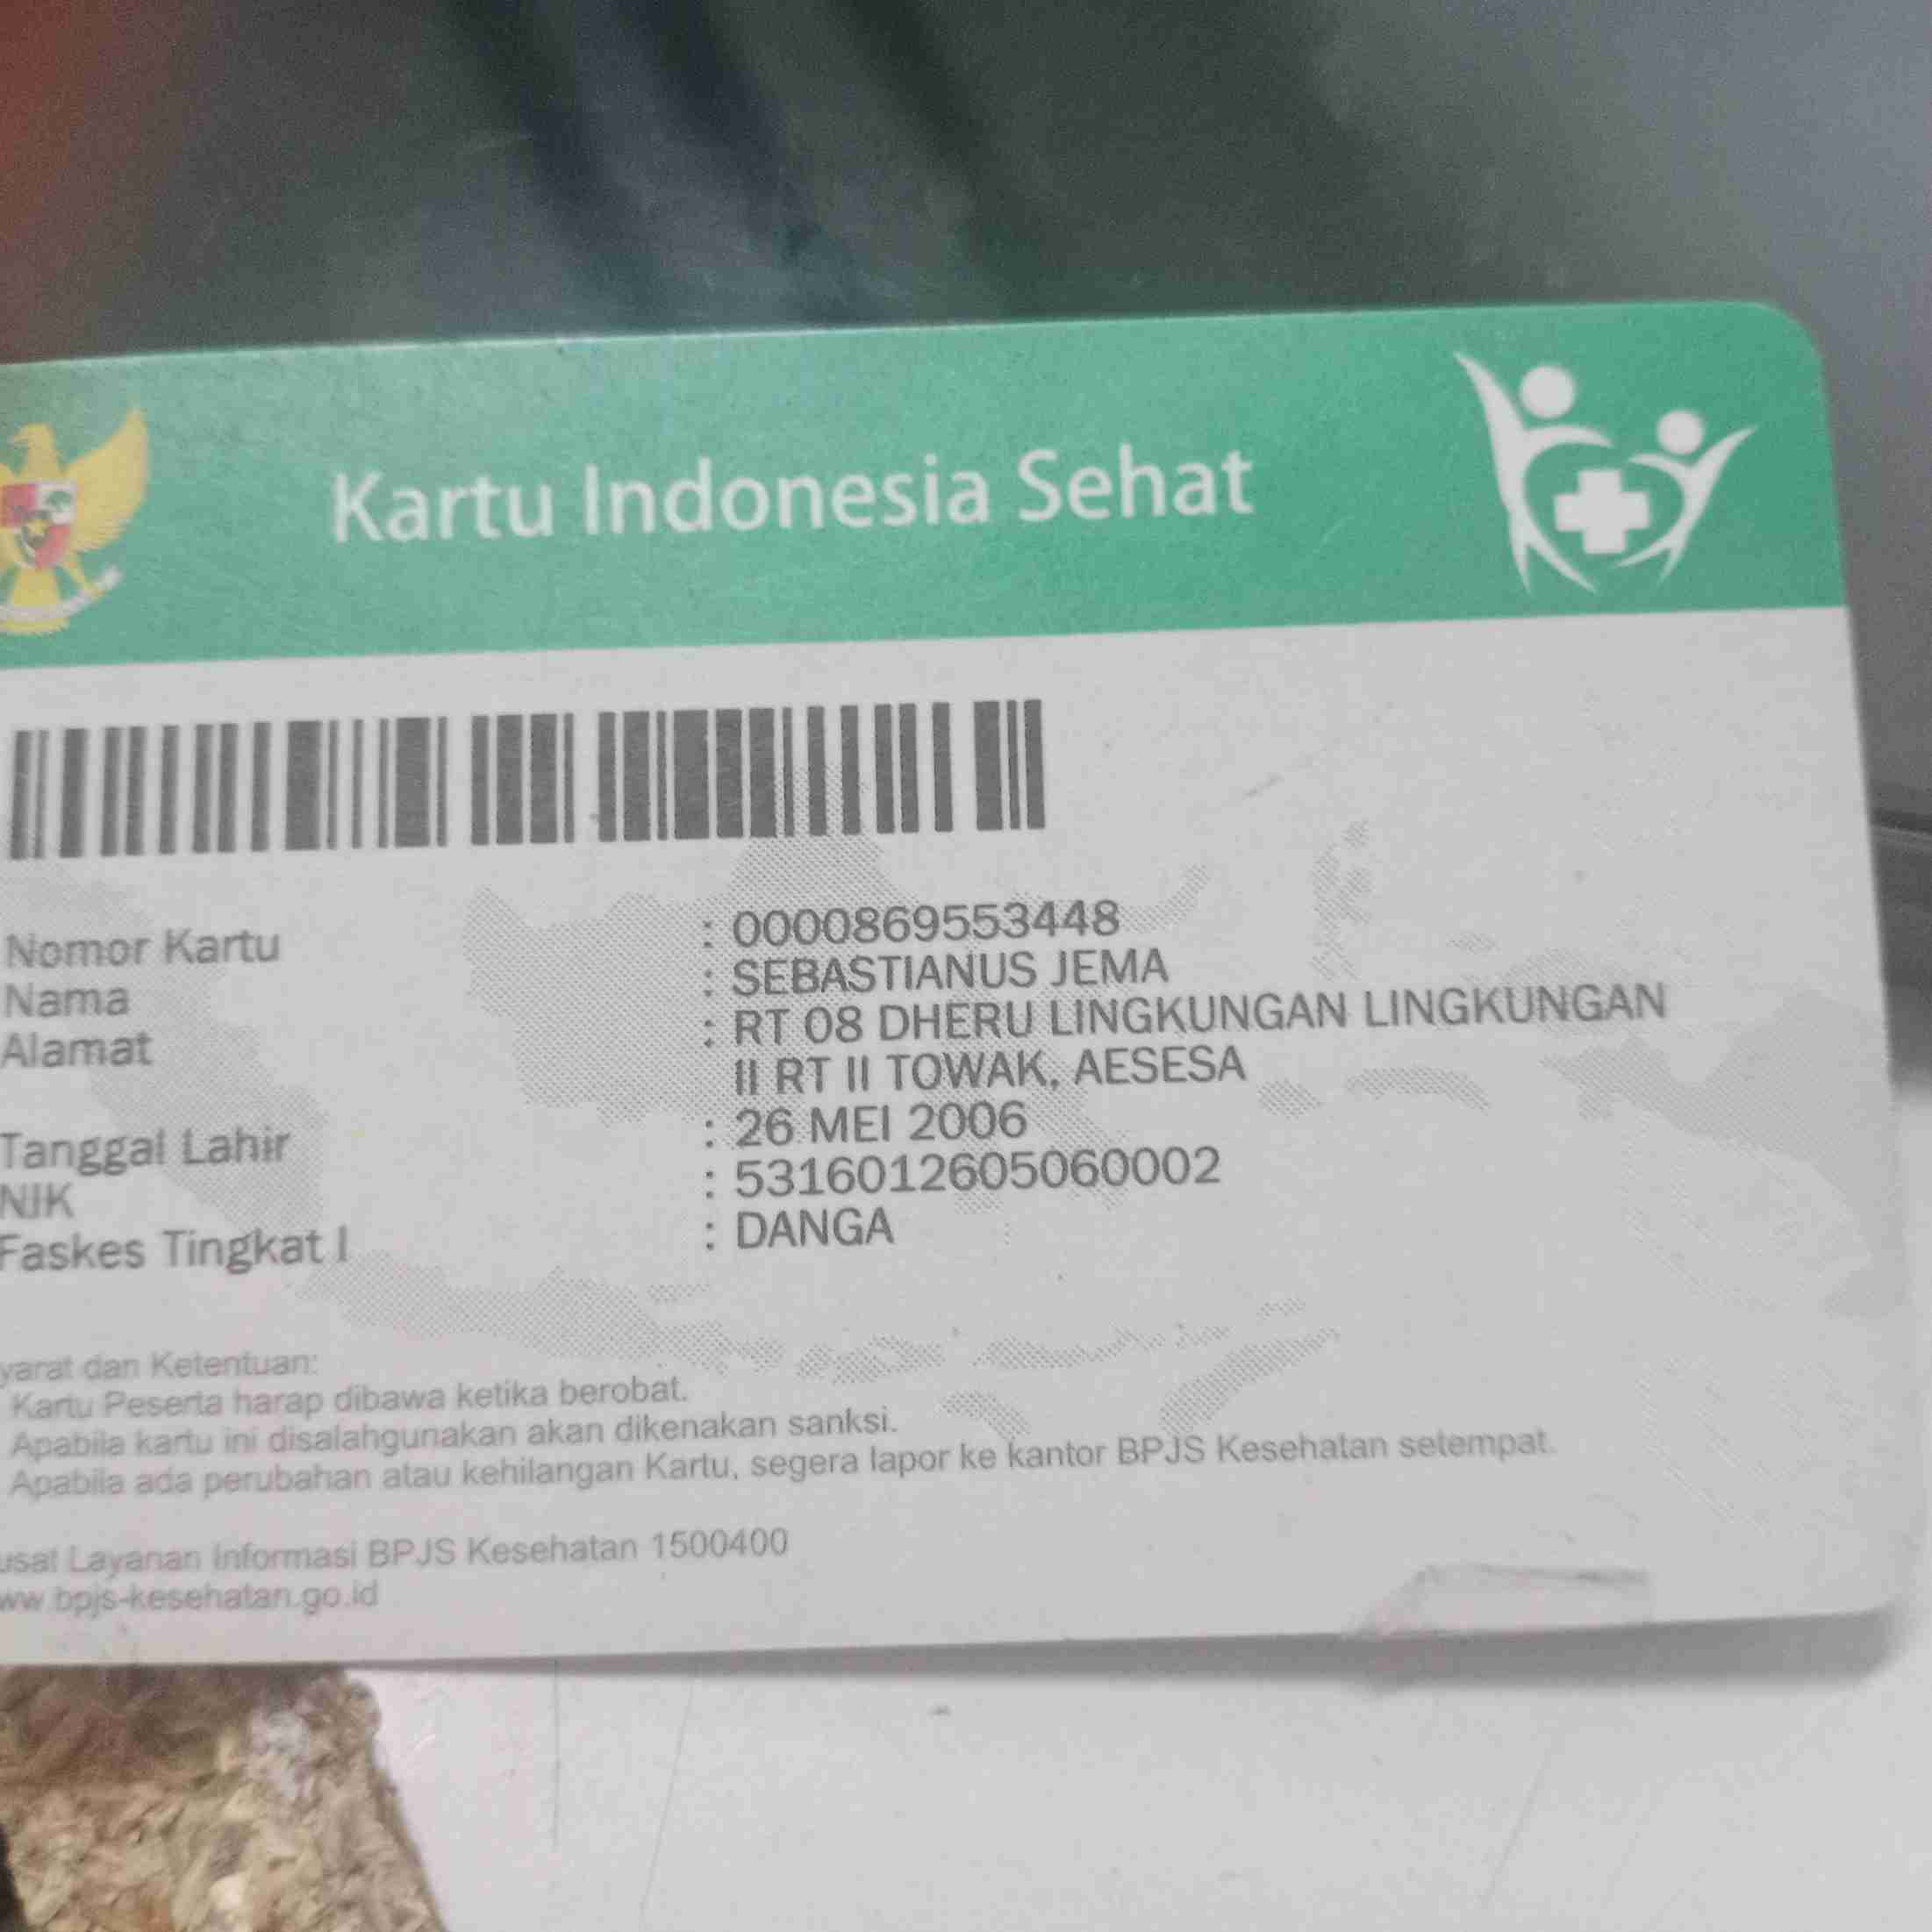 Kartu Indonesia Sehat
Nomor Kartu : 0000869553448
Nama : SEBASTIANUS JEMA
Alamat : RT 08 DHERU LINGKUNGAN LINGKUNGAN
II RT II TOWAK, AESESA
Tanggal Lahir : 26 MEI 2006
NIK : 5316012605060002
Faskes Tingkat I : DANGA
yarat dan Ketentuan:
Kartu Peserta harap dibawa ketika berobat.
Apabila kartu ini disalahgunakan akan dikenakan sanksi.
Apabila ada perubahan atau kehilangan Kartu, segera lapor ke kantor BPJS Kesehatan setempat.
usat Layanan Informasi BPJS Kesehatan 1500400
ww.bpjs-kesehatan.go.id